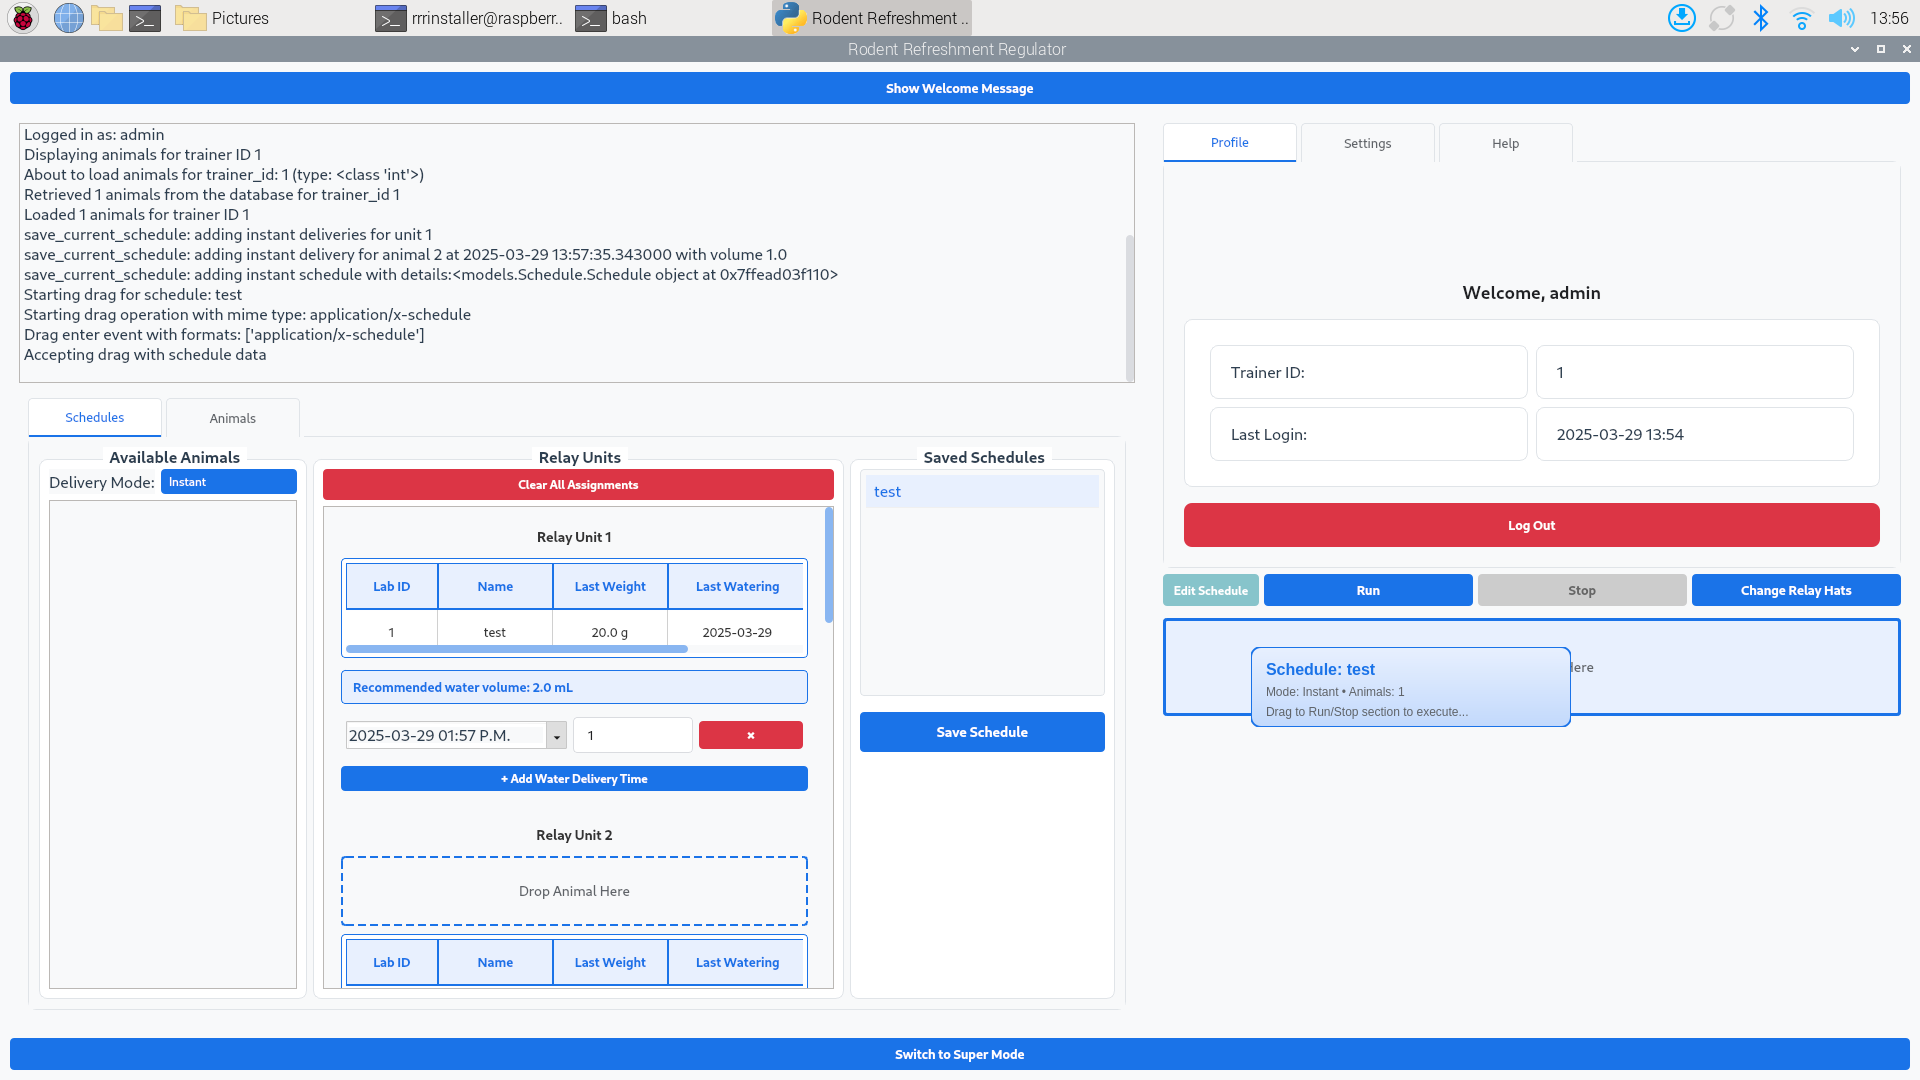 Pictures
rrrinstaller@raspberr..
bash
Rodent Refreshment ..
13:56
Rodent Refreshment Regulator
Show Welcome Message
Logged in as: admin
Displaying animals for trainer ID 1
About to load animals for trainer_id: 1 (type: <class 'int'>)
Retrieved 1 animals from the database for trainer_id 1
Loaded 1 animals for trainer ID 1
save_current_schedule: adding instant deliveries for unit 1
save_current_schedule: adding instant delivery for animal 2 at 2025-03-29 13:57:35.343000 with volume 1.0
save_current_schedule: adding instant schedule with details:<models.Schedule.Schedule object at 0x7ffead03f110>
Starting drag for schedule: test
Starting drag operation with mime type: application/x-schedule
Drag enter event with formats: ['application/x-schedule']
Accepting drag with schedule data
Schedules
Animals
Available Animals
Delivery Mode:
Instant
Relay Units
Clear All Assignments
Relay Unit 1
Lab ID
Name
Last Weight
Last Watering
1
test
20.0 g
2025-03-29
Recommended water volume: 2.0 mL
2025-03-29 01:57 P.M.
1
+ Add Water Delivery Time
Relay Unit 2
Drop Animal Here
Lab ID
Name
Last Weight
Last Watering
Saved Schedules
test
Save Schedule
Profile
Settings
Help
Welcome, admin
Trainer ID:
1
Last Login:
2025-03-29 13:54
Log Out
Edit Schedule
Run
Stop
Change Relay Hats
Schedule: test
Mode: Instant • Animals: 1
Drag to Run/Stop section to execute...
Switch to Super Mode